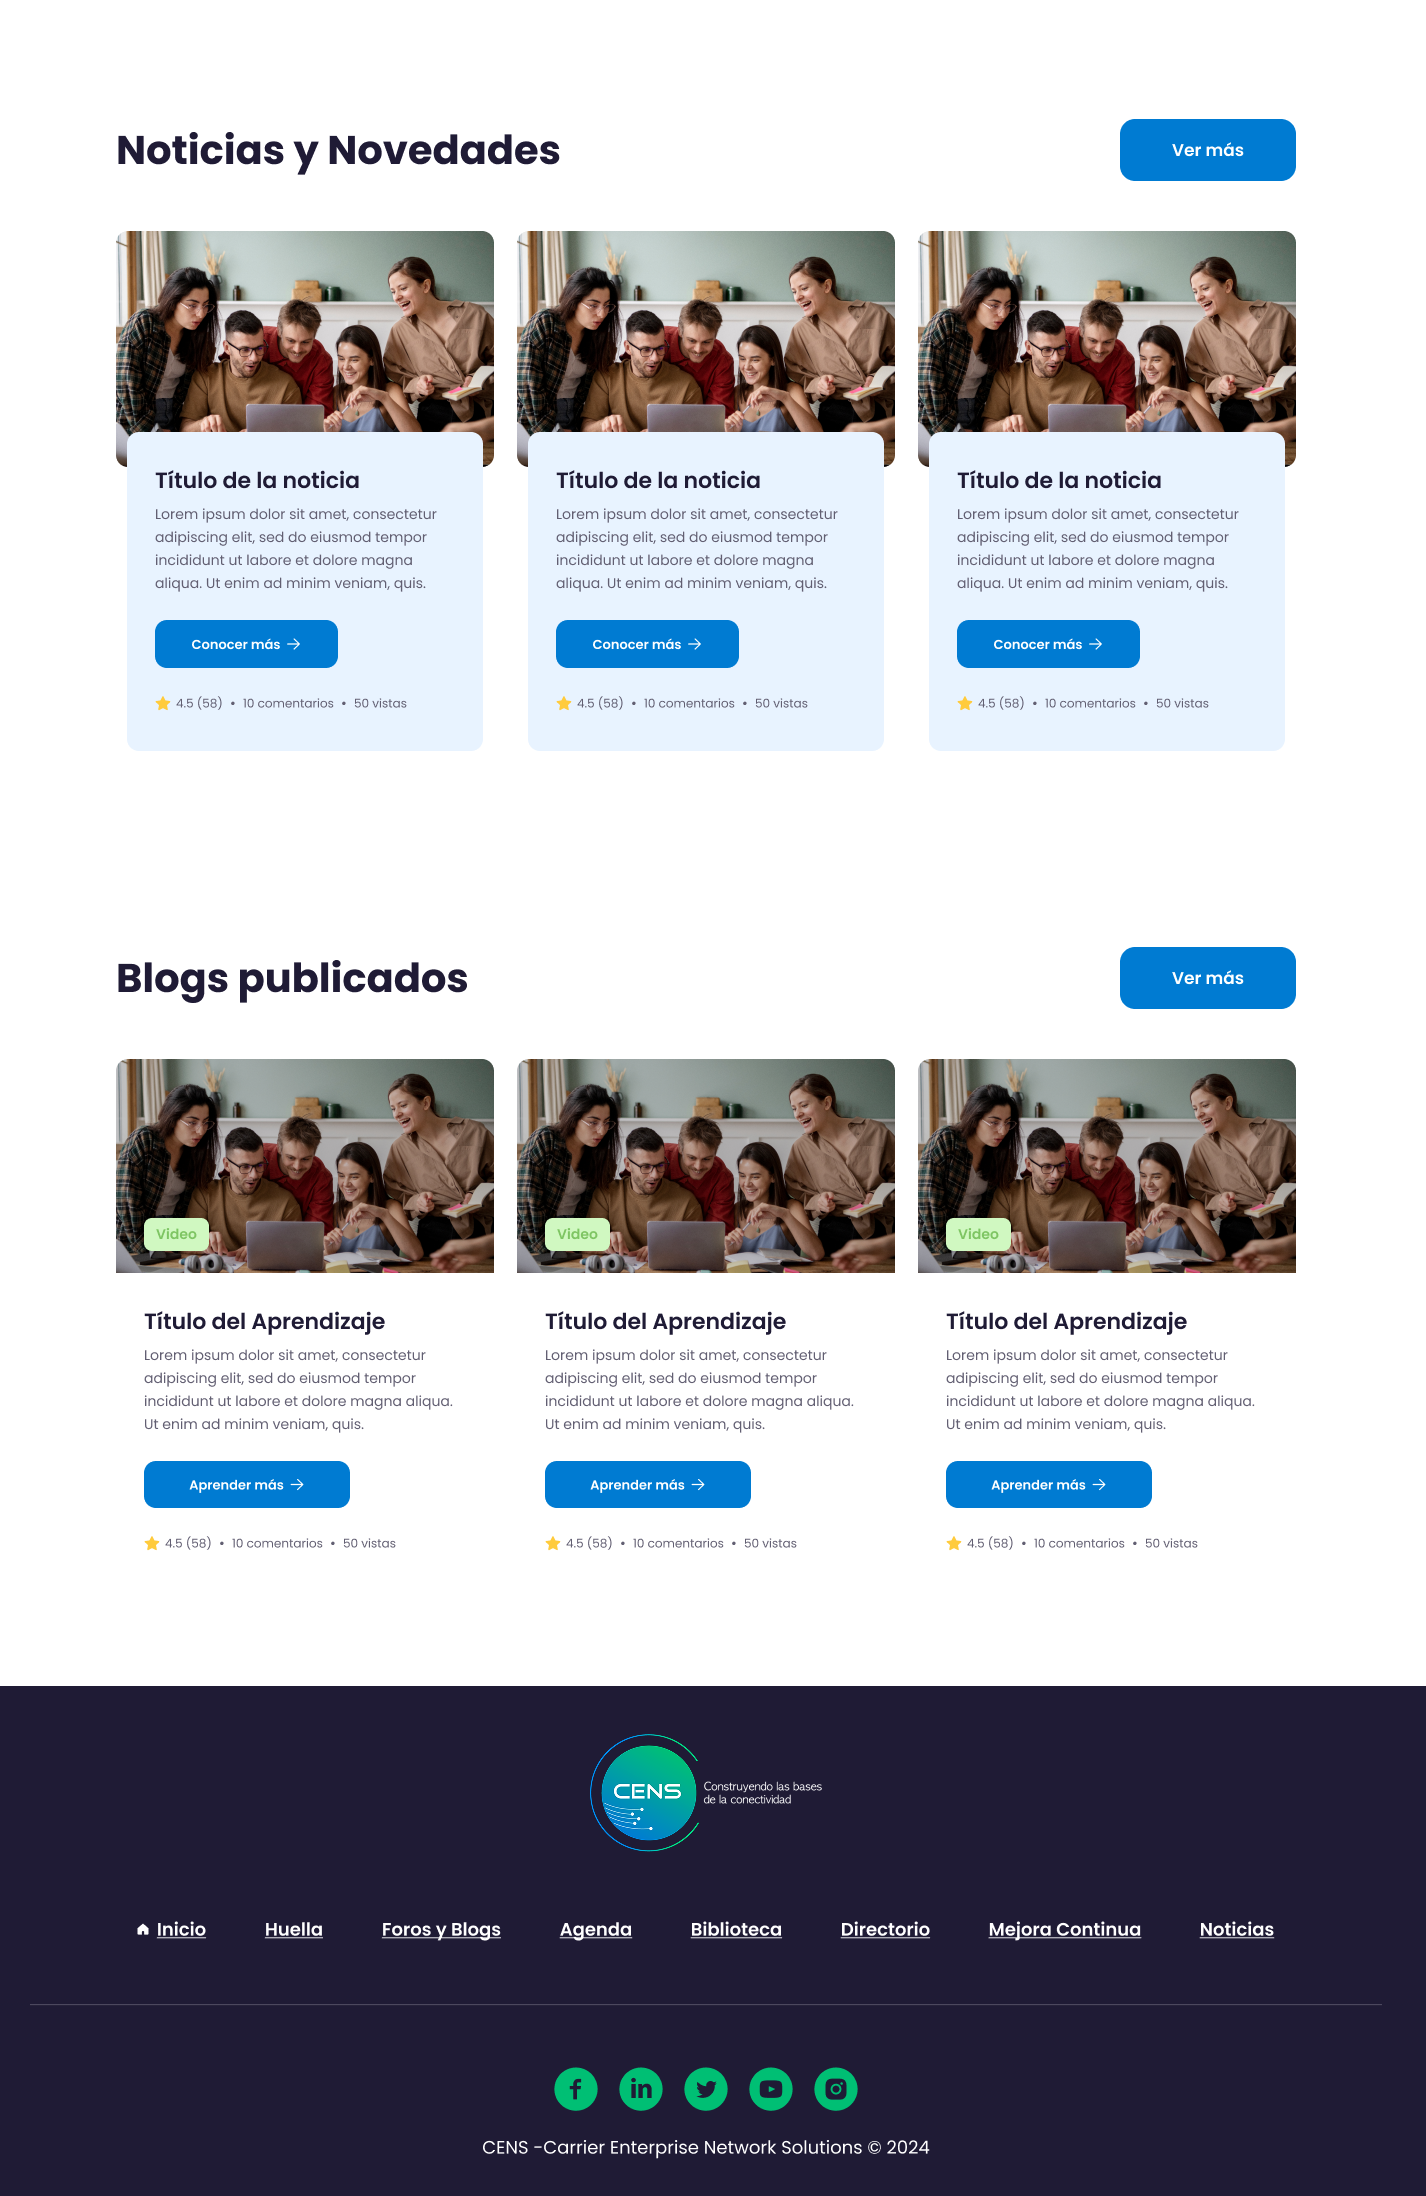 Noticias y Novedades
Ver más
Título de la noticia
Lorem ipsum dolor sit amet, consectetur
adipiscing elit, sed do eiusmod tempor
incididunt ut labore et dolore magna
aliqua. Ut enim ad minim veniam, quis.
Conocer más →
4.5 (58) • 10 comentarios • 50 vistas
Título de la noticia
Lorem ipsum dolor sit amet, consectetur
adipiscing elit, sed do eiusmod tempor
incididunt ut labore et dolore magna
aliqua. Ut enim ad minim veniam, quis.
Conocer más →
4.5 (58) • 10 comentarios • 50 vistas
Título de la noticia
Lorem ipsum dolor sit amet, consectetur
adipiscing elit, sed do eiusmod tempor
incididunt ut labore et dolore magna
aliqua. Ut enim ad minim veniam, quis.
Conocer más →
4.5 (58) • 10 comentarios • 50 vistas
Blogs publicados
Ver más
Video
Título del Aprendizaje
Lorem ipsum dolor sit amet, consectetur
adipiscing elit, sed do eiusmod tempor
incididunt ut labore et dolore magna aliqua.
Ut enim ad minim veniam, quis.
Aprender más →
4.5 (58) • 10 comentarios • 50 vistas
Video
Título del Aprendizaje
Lorem ipsum dolor sit amet, consectetur
adipiscing elit, sed do eiusmod tempor
incididunt ut labore et dolore magna aliqua.
Ut enim ad minim veniam, quis.
Aprender más →
4.5 (58) • 10 comentarios • 50 vistas
Video
Título del Aprendizaje
Lorem ipsum dolor sit amet, consectetur
adipiscing elit, sed do eiusmod tempor
incididunt ut labore et dolore magna aliqua.
Ut enim ad minim veniam, quis.
Aprender más →
4.5 (58) • 10 comentarios • 50 vistas
CENS
Construyendo las bases
de la conectividad
Inicio Huella Foros y Blogs Agenda Biblioteca Directorio Mejora Continua Noticias
CENS -Carrier Enterprise Network Solutions © 2024